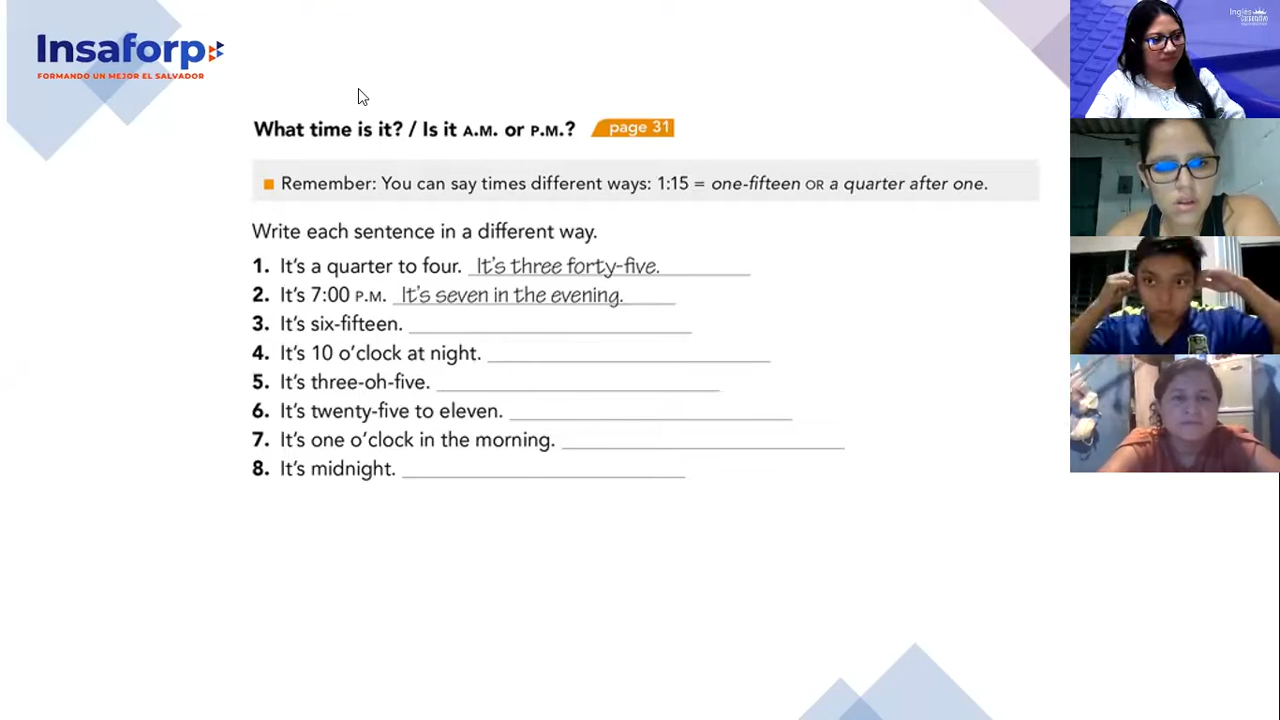 Insaforp
FORMANDO UN MEJOR EL SALVADOR
What time is it? / Is it A.M. or P.M.? page 31
Remember: You can say times different ways: 1:15 = one-fifteen OR a quarter after one.
Write each sentence in a different way.
1. It's a quarter to four. It's three forty-five.
2. It's 7:00 P.M. It's seven in the evening.
3. It's six-fifteen.
4. It's 10 o'clock at night.
5. It's three-oh-five.
6. It's twenty-five to eleven.
7. It's one o'clock in the morning.
8. It's midnight.
Inglés